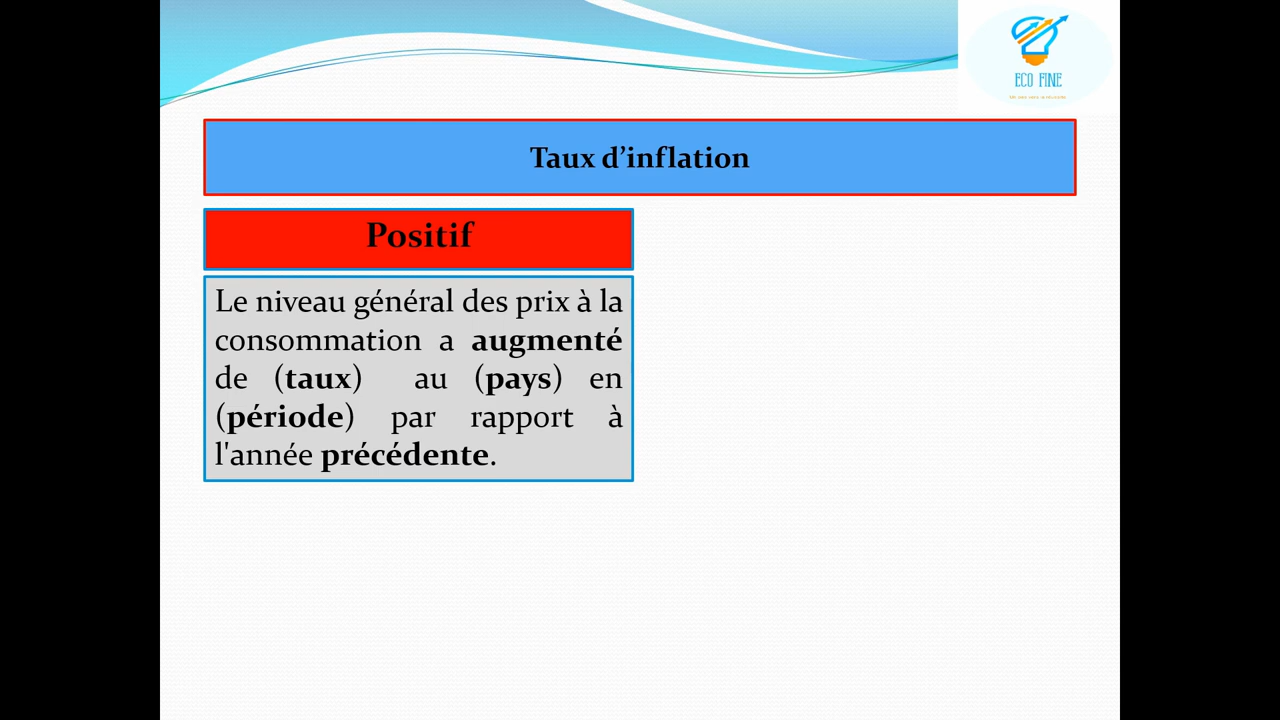 ECO FINE
Taux d’inflation
Positif
Le niveau général des prix à la
consommation a augmenté
de (taux) au (pays) en
(période) par rapport à
l'année précédente.